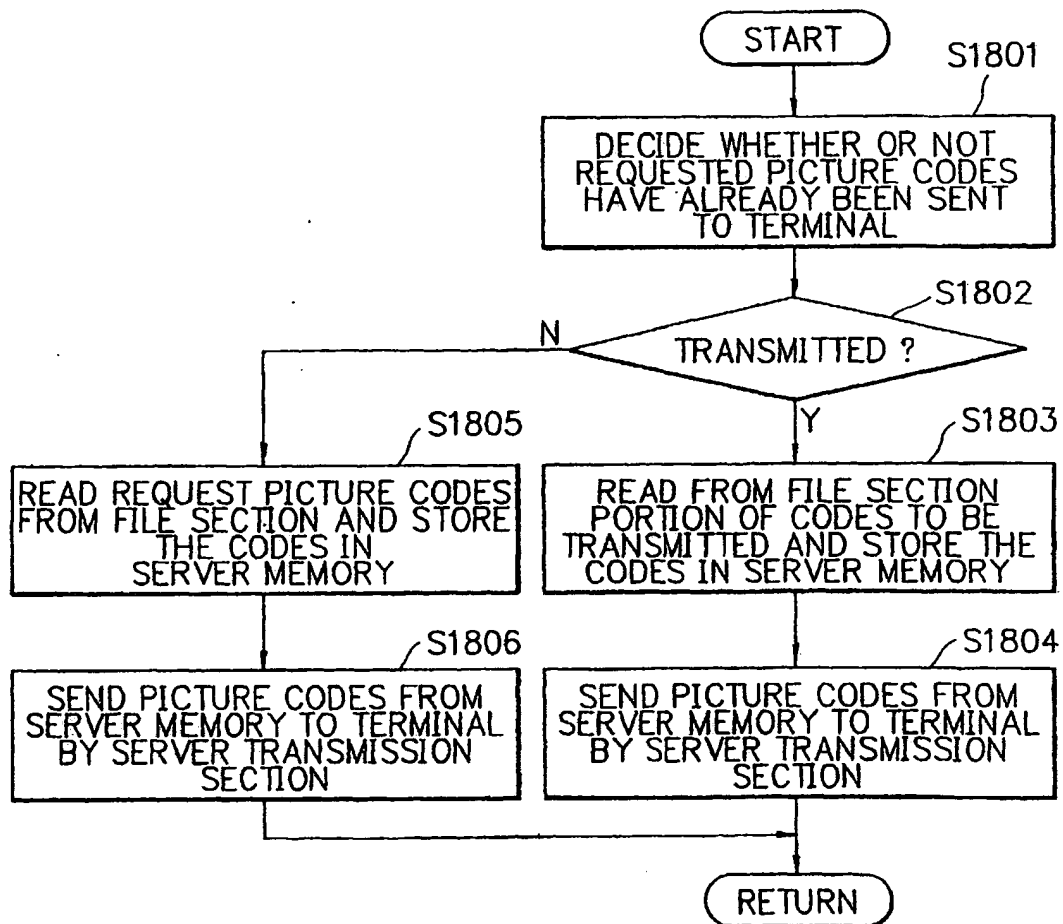 START
S1801
DECIDE WHETHER OR NOT
REQUESTED PICTURE CODES
HAVE ALREADY BEEN SENT
TO TERMINAL
S1802
N
TRANSMITTED ?
Y
S1805
READ REQUEST PICTURE CODES
FROM FILE SECTION AND STORE
THE CODES IN
SERVER MEMORY
S1803
READ FROM FILE SECTION
PORTION OF CODES TO BE
TRANSMITTED AND STORE THE
CODES IN SERVER MEMORY
S1806
SEND PICTURE CODES FROM
SERVER MEMORY TO TERMINAL
BY SERVER TRANSMISSION
SECTION
S1804
SEND PICTURE CODES FROM
SERVER MEMORY TO TERMINAL
BY SERVER TRANSMISSION
SECTION
RETURN